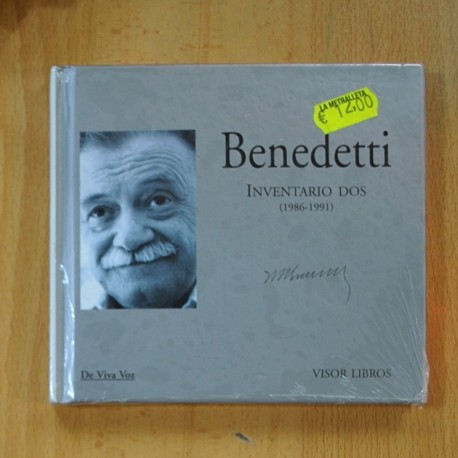 LA METRALLETA
€ 12,00
Benedetti
INVENTARIO DOS
(1986-1991)
De Viva Voz
VISOR LIBROS